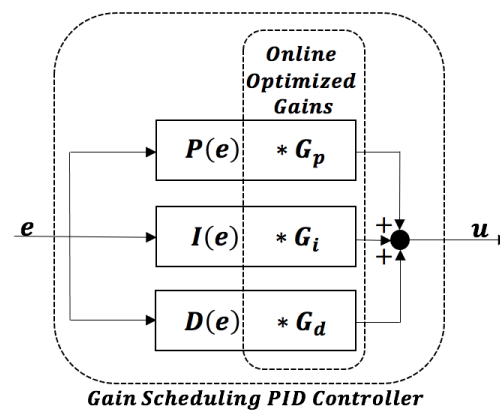 Online
Optimized
Gains
P(e) * G_p
e
I(e) * G_i
+
+
u
D(e) * G_d
Gain Scheduling PID Controller